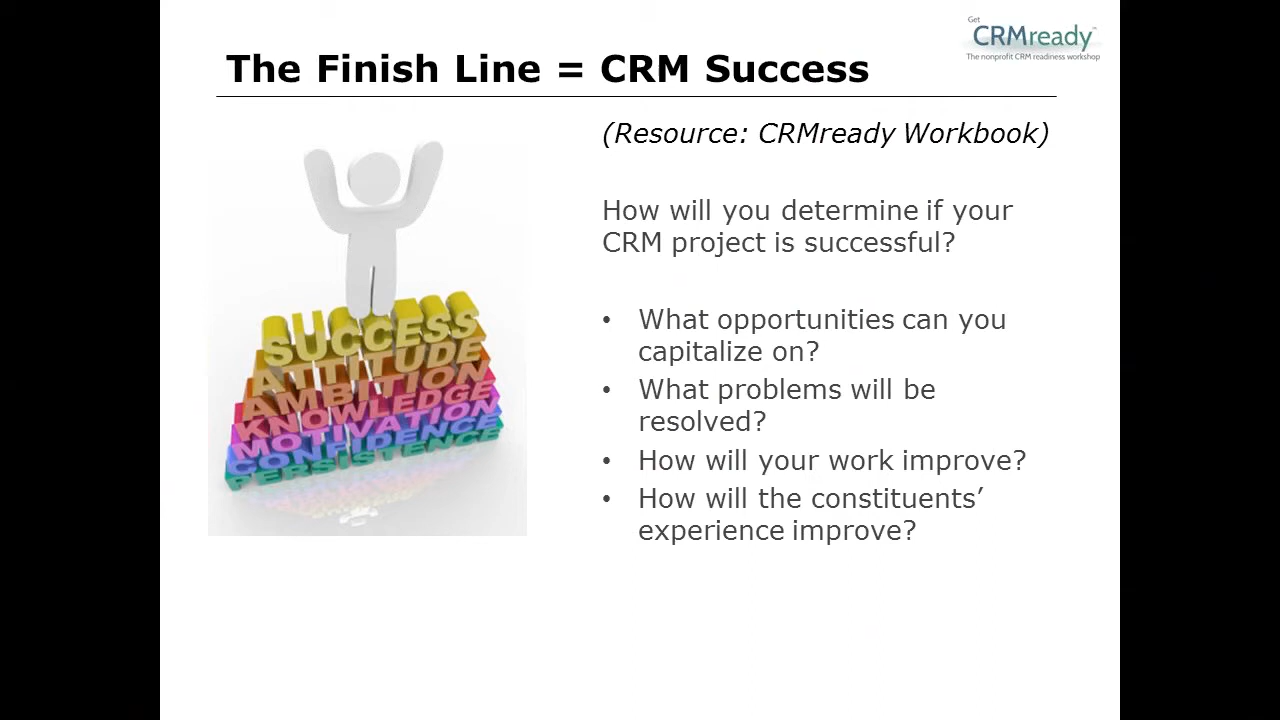 Get
CRMready™
The nonprofit CRM readiness workshop
The Finish Line = CRM Success
(Resource: CRMready Workbook)
How will you determine if your
CRM project is successful?
• What opportunities can you
capitalize on?
• What problems will be
resolved?
• How will your work improve?
• How will the constituents’
experience improve?
SUCCESS
ATTITUDE
AMBITION
KNOWLEDGE
MOTIVATION
CONFIDENCE
PERSISTENCE